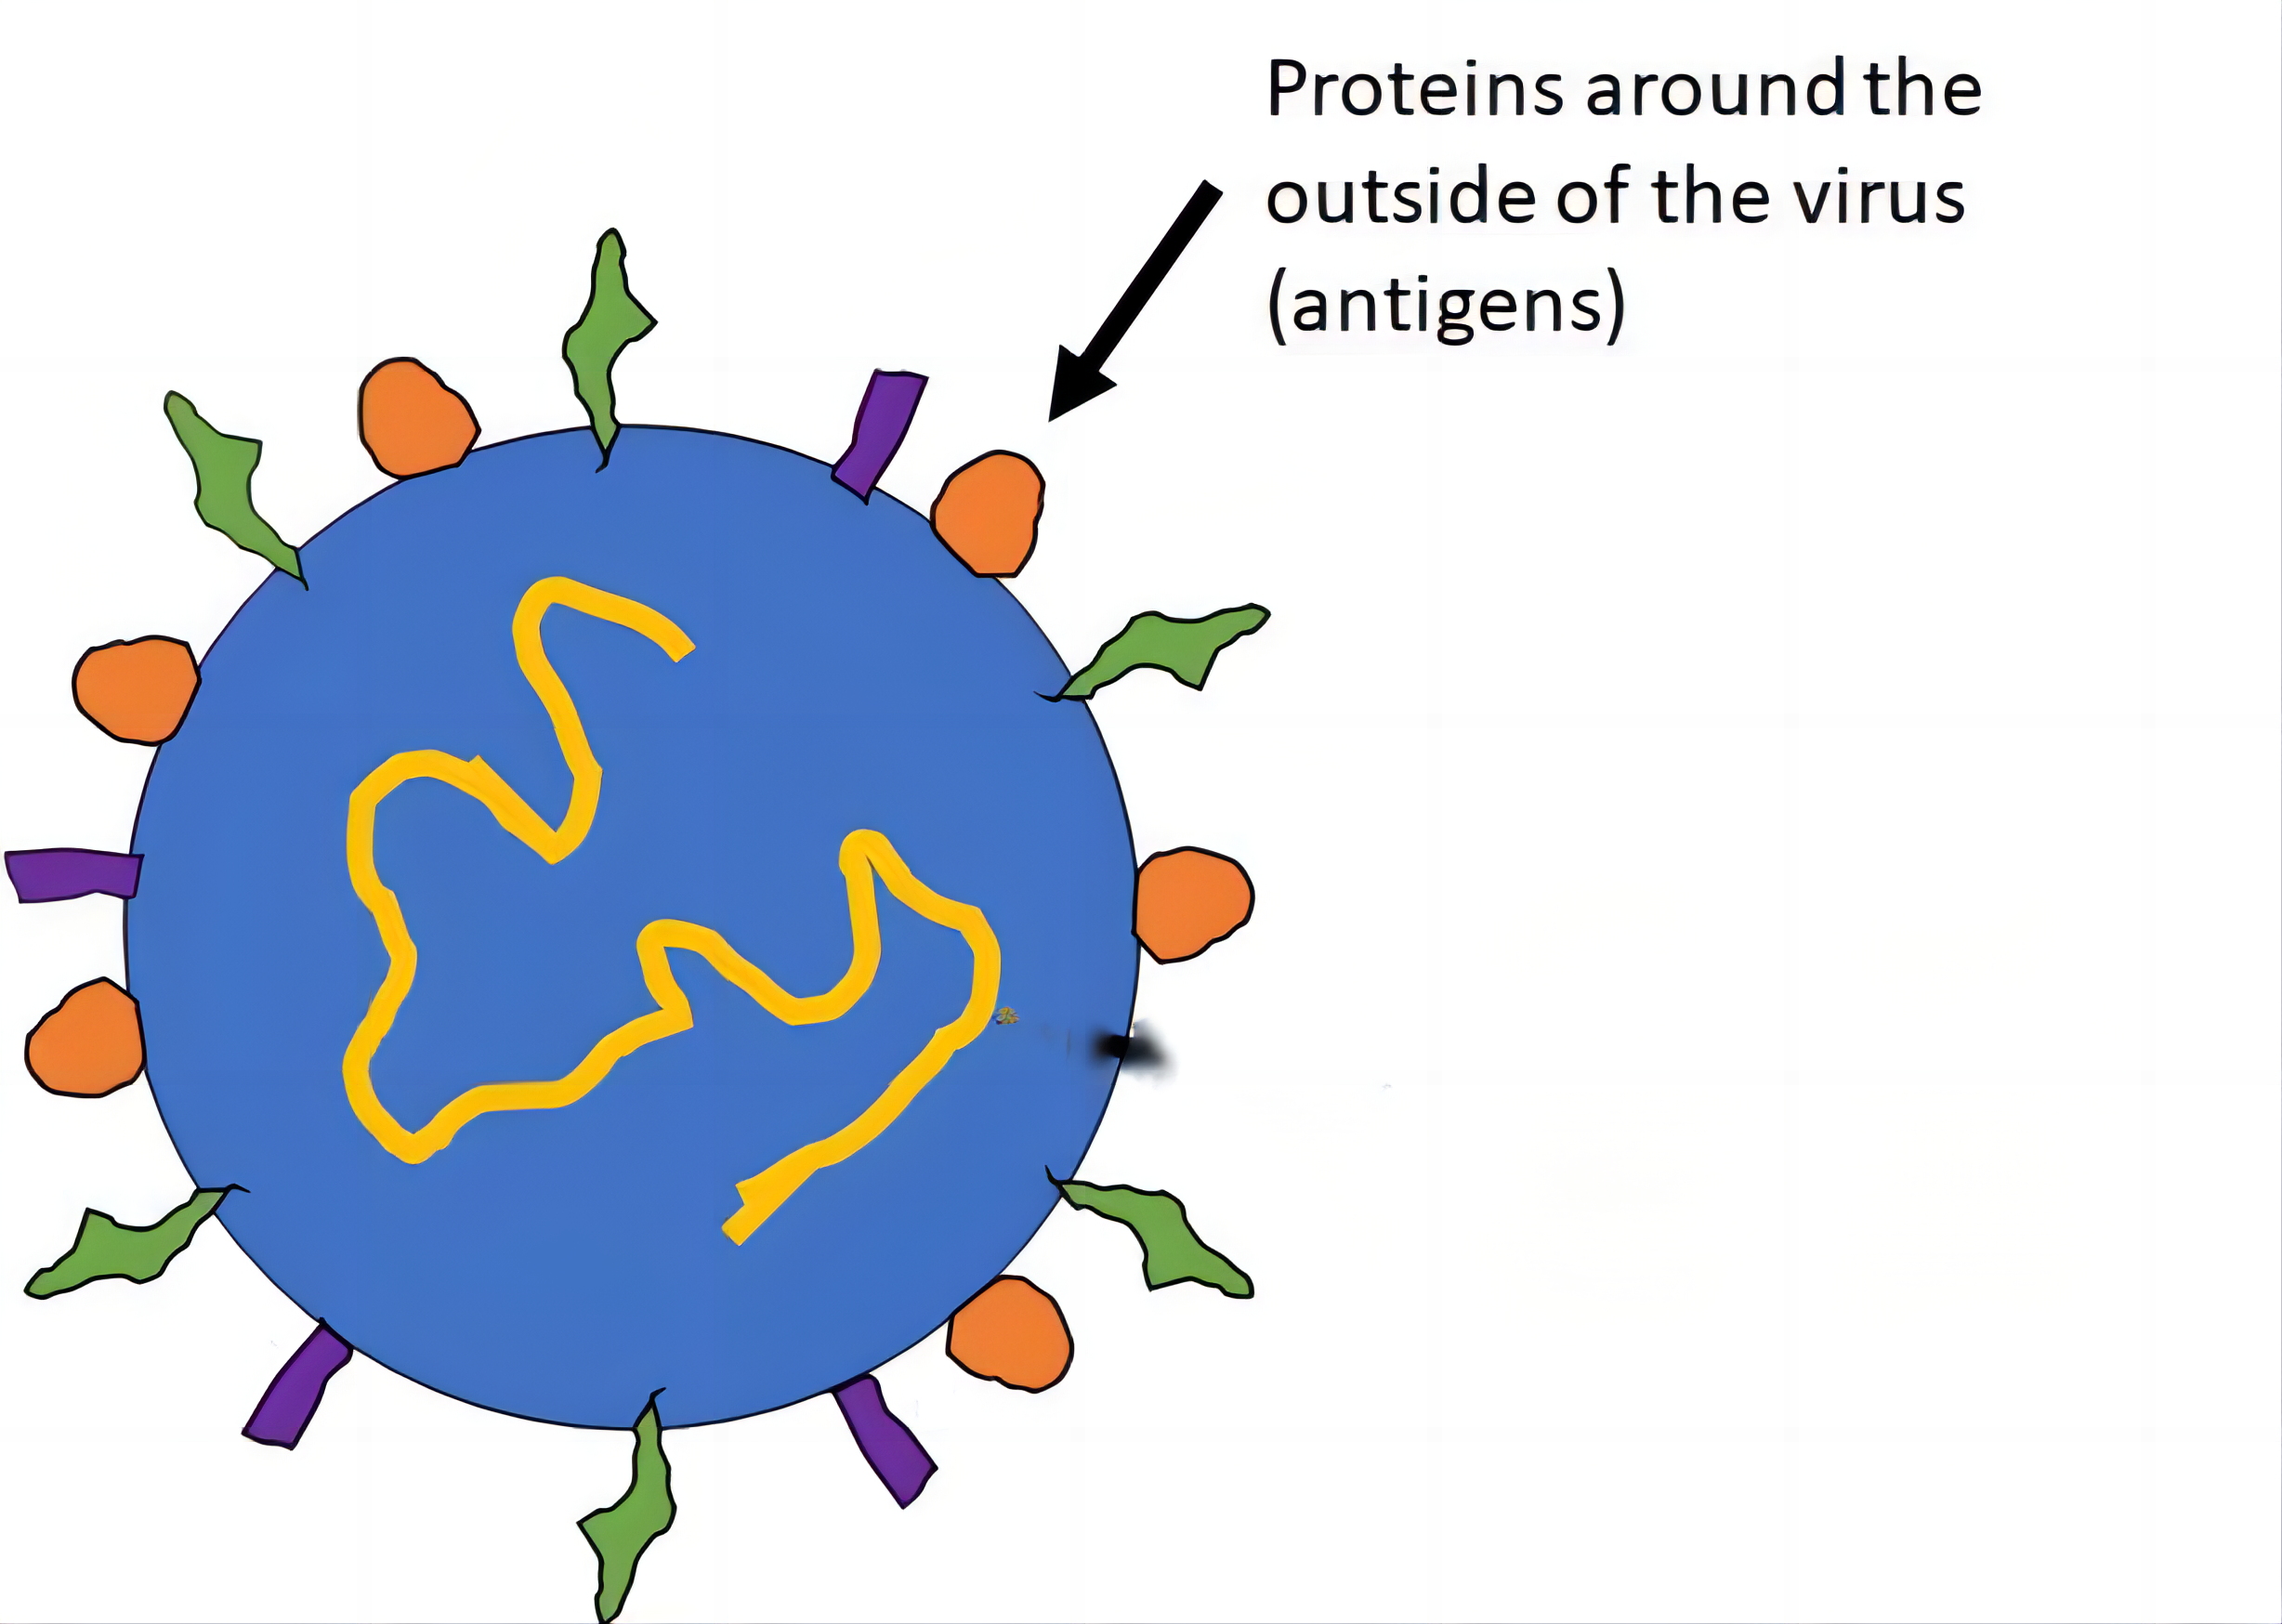 Proteins around the
outside of the virus
(antigens)